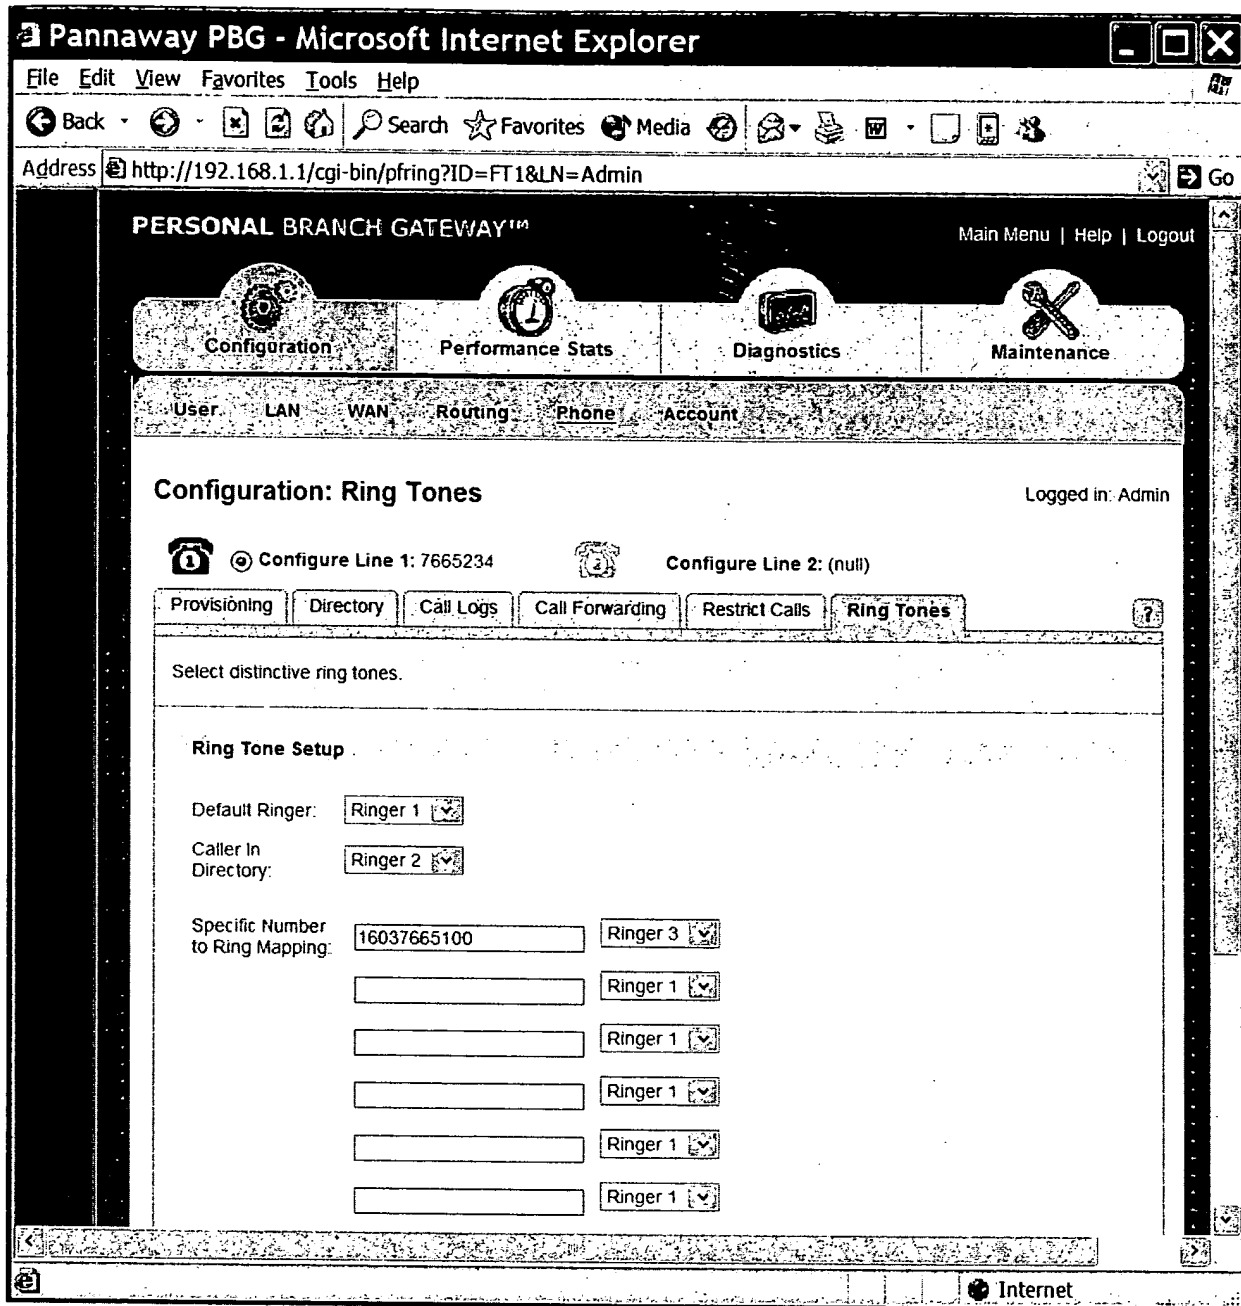 Pannaway PBG - Microsoft Internet Explorer
File Edit View Favorites Tools Help
Back Search Favorites Media
Address http://192.168.1.1/cgi-bin/pfring?ID=FT1&LN=Admin Go
PERSONAL BRANCH GATEWAY™
Main Menu | Help | Logout
Configuration Performance Stats Diagnostics Maintenance
User LAN WAN Routing Phone Account
Configuration: Ring Tones Logged in: Admin
1 Configure Line 1: 7665234 2 Configure Line 2: (null)
Provisioning Directory Call Logs Call Forwarding Restrict Calls Ring Tones ?
Select distinctive ring tones.
Ring Tone Setup
Default Ringer: Ringer 1
Caller In
Directory: Ringer 2
Specific Number
to Ring Mapping: 16037665100 Ringer 3
Ringer 1
Ringer 1
Ringer 1
Ringer 1
Ringer 1
Internet